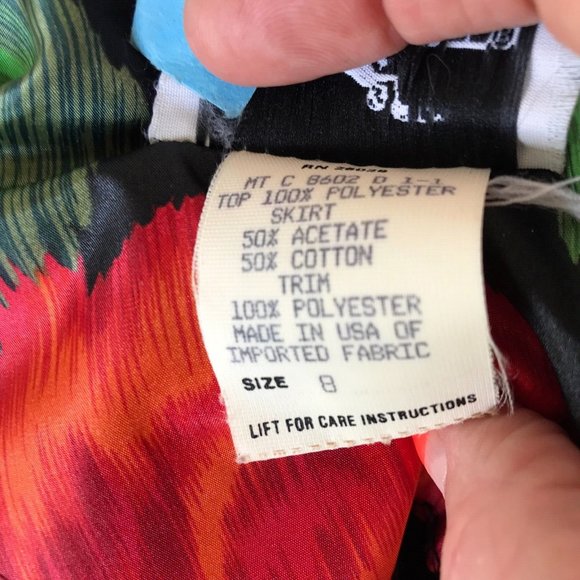 MT C 8602 D 1-1
TOP 100% POLYESTER
SKIRT
50% ACETATE
50% COTTON
TRIM
100% POLYESTER
MADE IN USA OF
IMPORTED FABRIC
SIZE 8
LIFT FOR CARE INSTRUCTIONS